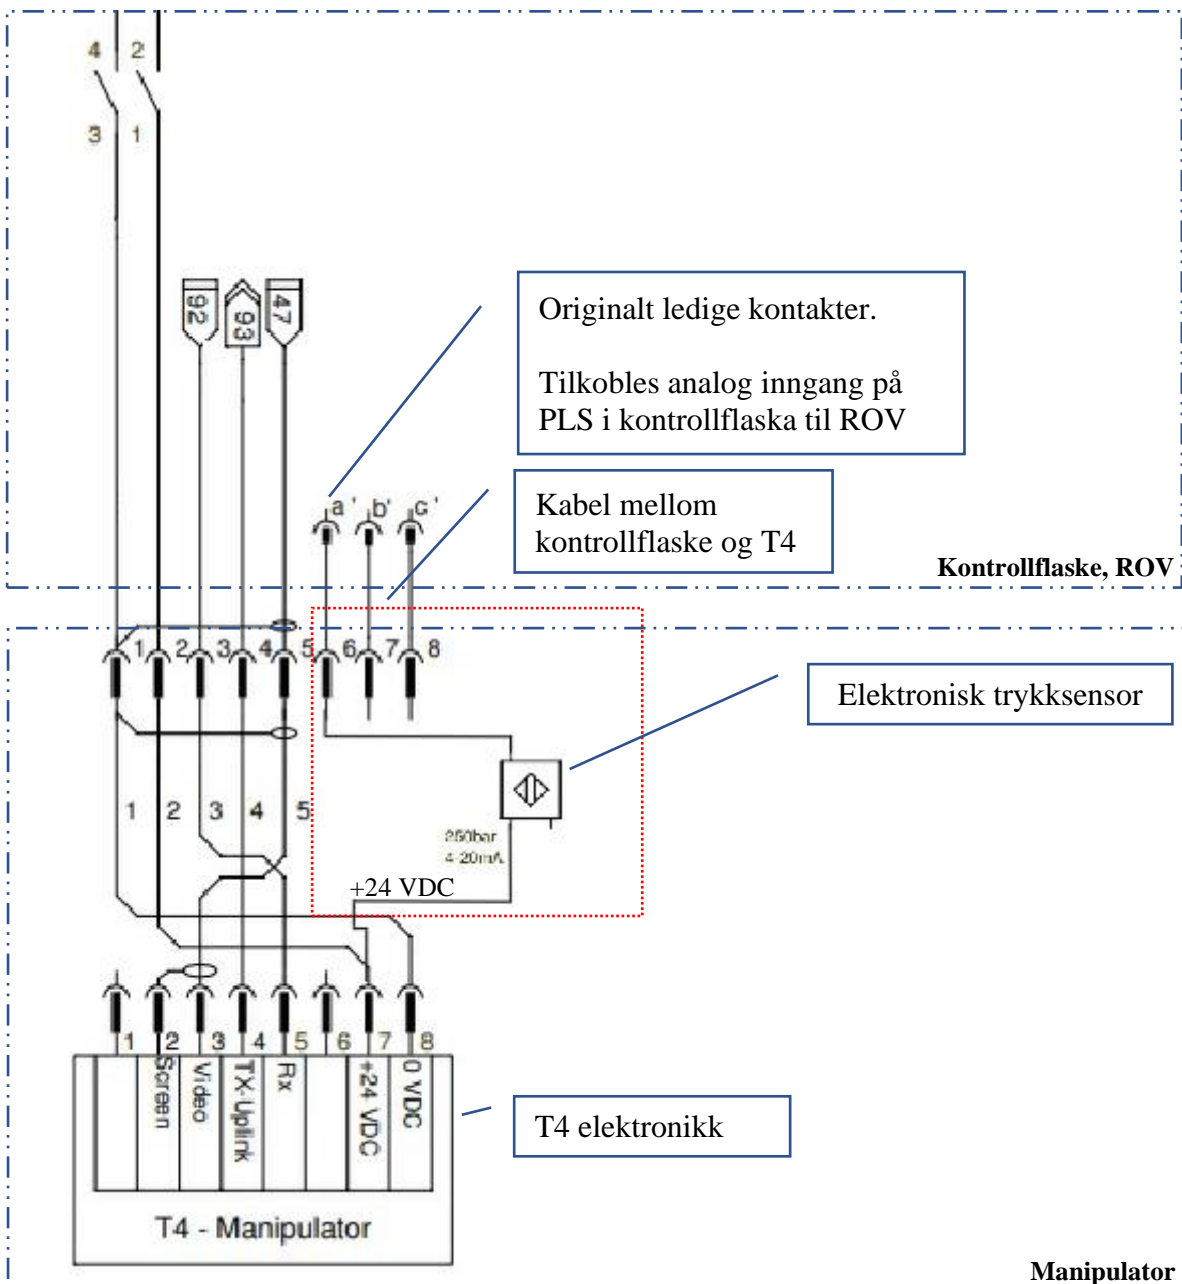 4 2
3 1
92 93 47
Originalt ledige kontakter.
Tilkobles analog inngang på
PLS i kontrollflaska til ROV
a' b' c'
Kabel mellom
kontrollflaske og T4
Kontrollflaske, ROV
1 2 3 4 5 6 7 8
Elektronisk trykksensor
1 2 3 4 5
250bar
4-20mA
+24 VDC
1 2 3 4 5 6 7 8
Screen
Video
TX-Uplink
Rx
+24 VDC
0 VDC
T4 elektronikk
T4 - Manipulator
Manipulator